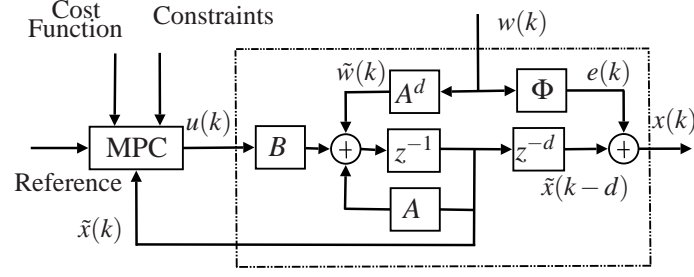 Cost
Function
Constraints
w(k)
w̃(k)
A^d
Φ
e(k)
u(k)
x(k)
MPC
B
+
z^{-1}
z^{-d}
+
Reference
x̃(k-d)
A
x̃(k)